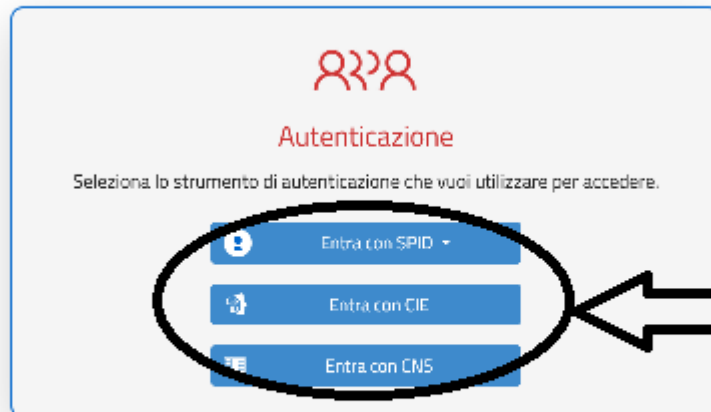 Autenticazione
Seleziona lo strumento di autenticazione che vuoi utilizzare per accedere.
Entra con SPID
Entra con CIE
Entra con CNS